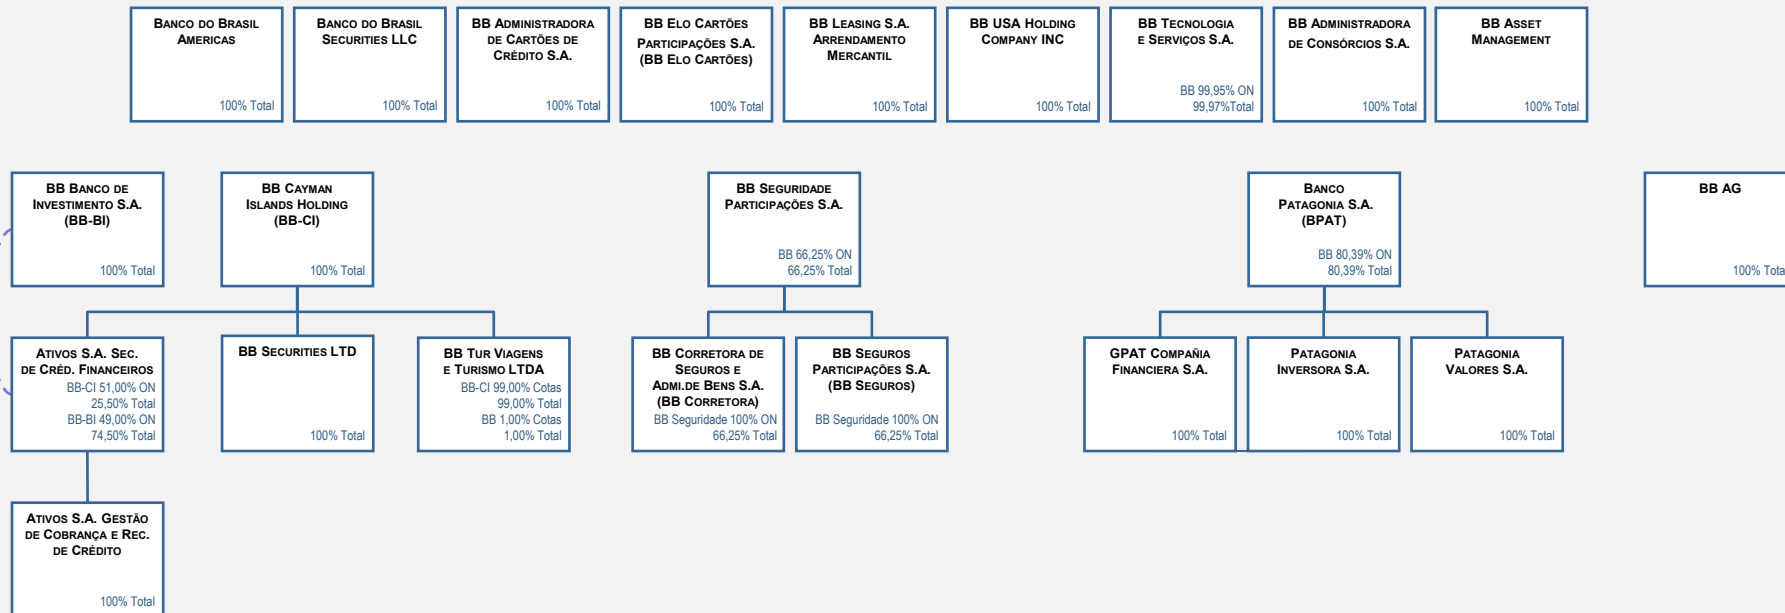 BANCO DO BRASIL
AMERICAS
100% Total
BANCO DO BRASIL
SECURITIES LLC
100% Total
BB ADMINISTRADORA
DE CARTÕES DE
CRÉDITO S.A.
100% Total
BB ELO CARTÕES
PARTICIPAÇÕES S.A.
(BB ELO CARTÕES)
100% Total
BB LEASING S.A.
ARRENDAMENTO
MERCANTIL
100% Total
BB USA HOLDING
COMPANY INC
100% Total
BB TECNOLOGIA
E SERVIÇOS S.A.
BB 99,95% ON
99,97%Total
BB ADMINISTRADORA
DE CONSÓRCIOS S.A.
100% Total
BB ASSET
MANAGEMENT
100% Total
BB BANCO DE
INVESTIMENTO S.A.
(BB-BI)
100% Total
BB CAYMAN
ISLANDS HOLDING
(BB-CI)
100% Total
BB SEGURIDADE
PARTICIPAÇÕES S.A.
BB 66,25% ON
66,25% Total
BANCO
PATAGONIA S.A.
(BPAT)
BB 80,39% ON
80,39% Total
BB AG
100% Total
ATIVOS S.A. SEC.
DE CRÉD. FINANCEIROS
BB-CI 51,00% ON
25,50% Total
BB-BI 49,00% ON
74,50% Total
BB SECURITIES LTD
100% Total
BB TUR VIAGENS
E TURISMO LTDA
BB-CI 99,00% Cotas
99,00% Total
BB 1,00% Cotas
1,00% Total
BB CORRETORA DE
SEGUROS E
ADMI.DE BENS S.A.
(BB CORRETORA)
BB Seguridade 100% ON
66,25% Total
BB SEGUROS
PARTICIPAÇÕES S.A.
(BB SEGUROS)
BB Seguridade 100% ON
66,25% Total
GPAT COMPAÑIA
FINANCIERA S.A.
100% Total
PATAGONIA
INVERSORA S.A.
100% Total
PATAGONIA
VALORES S.A.
100% Total
ATIVOS S.A. GESTÃO
DE COBRANÇA E REC.
DE CRÉDITO
100% Total